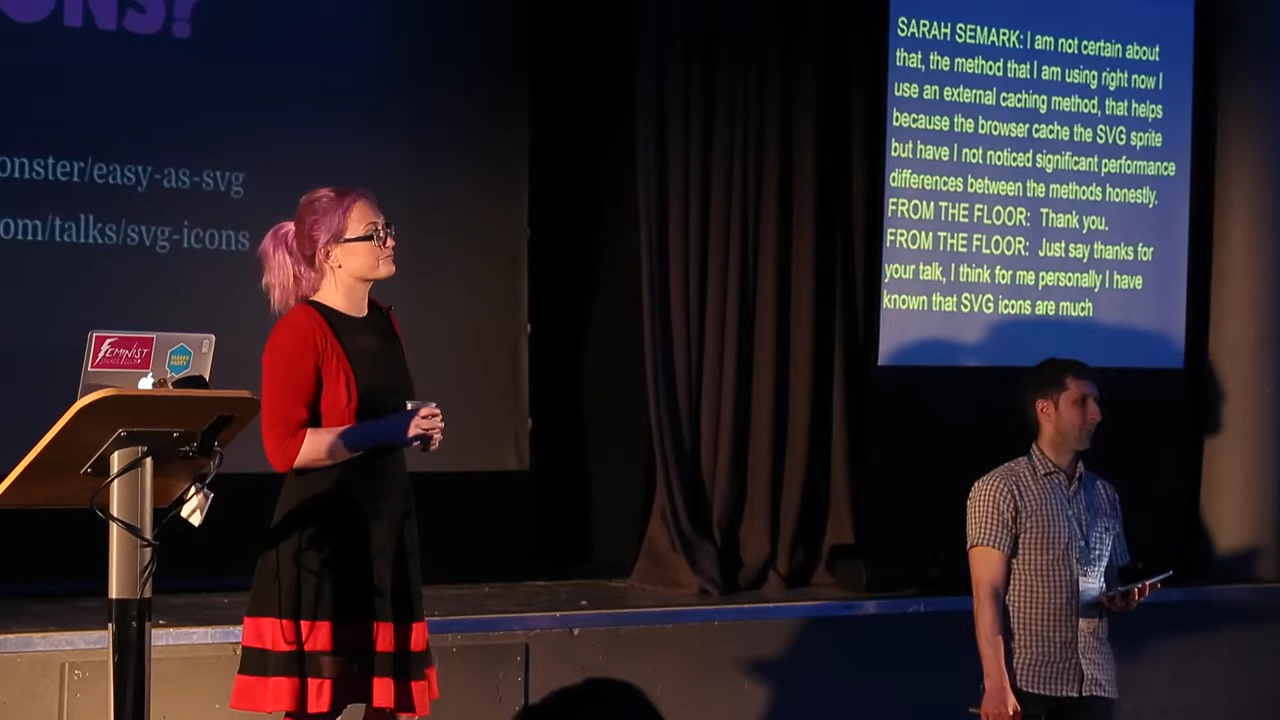 ONS?
onster/easy-as-svg
om/talks/svg-icons
FEMINIST
MAKER
PARTY
SARAH SEMARK: I am not certain about
that, the method that I am using right now I
use an external caching method, that helps
because the browser cache the SVG sprite
but have I not noticed significant performance
differences between the methods honestly.
FROM THE FLOOR: Thank you.
FROM THE FLOOR: Just say thanks for
your talk, I think for me personally I have
known that SVG icons are much